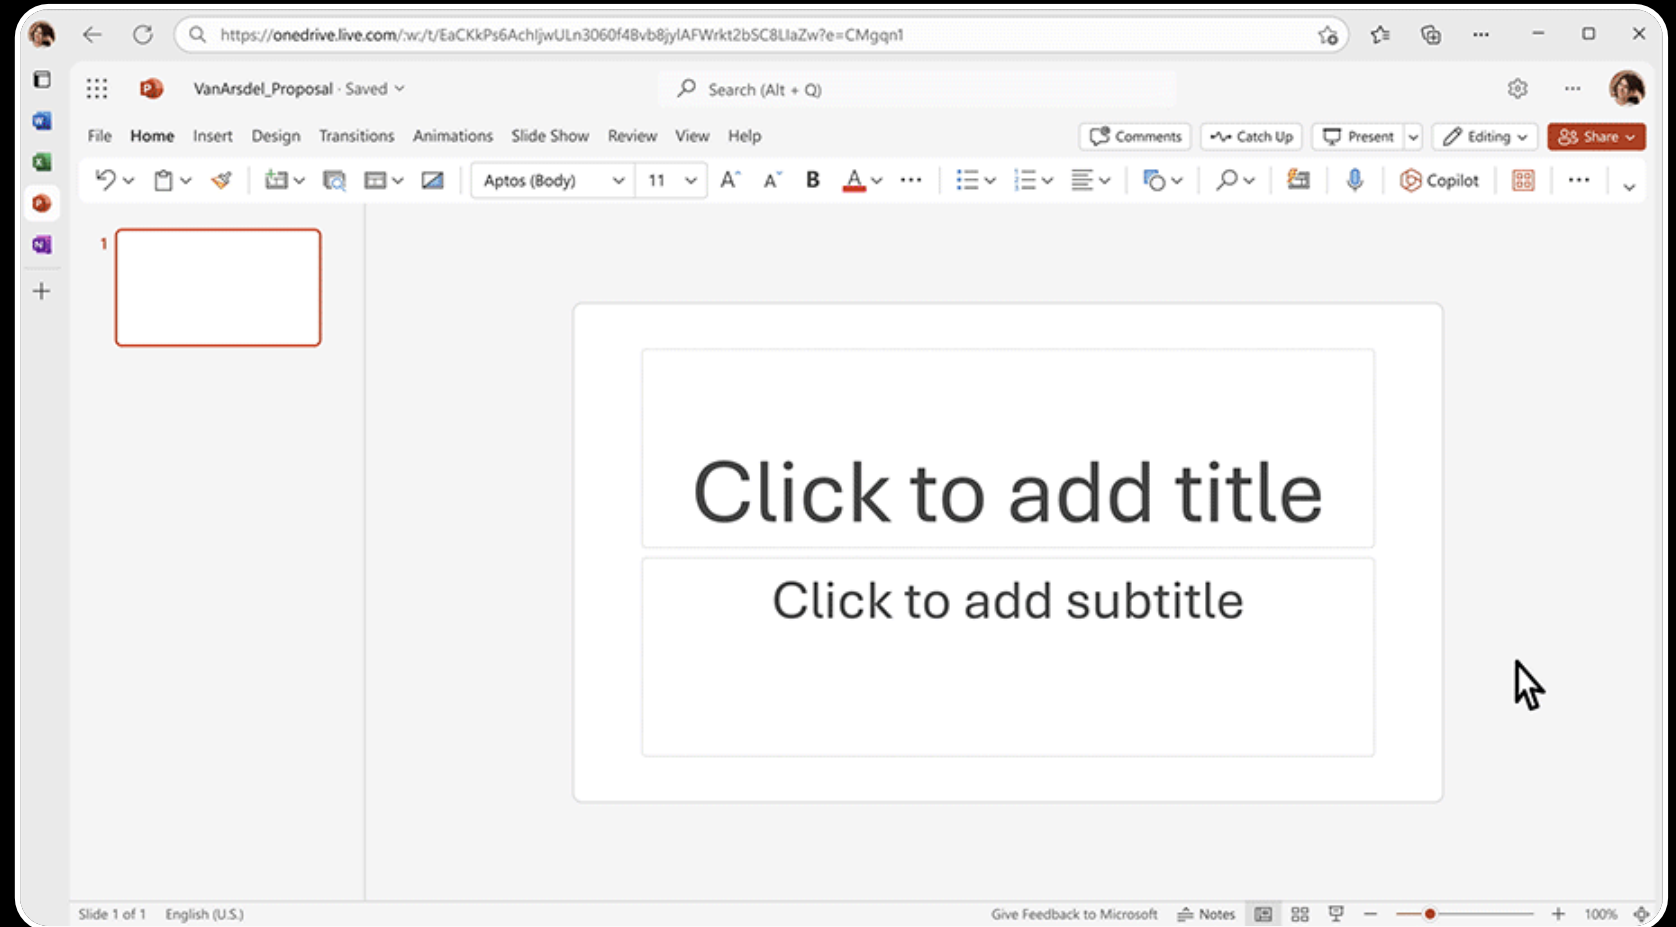 https://onedrive.live.com/:w:/t/EaCKkPs6AchIjwULn3060f4Bvb8jylAFWrkt2bSC8LIaZw?e=CMgqn1
VanArsdel_Proposal · Saved
Search (Alt + Q)
File Home Insert Design Transitions Animations Slide Show Review View Help
Comments Catch Up Present Editing Share
Aptos (Body) 11 A A B A Copilot
1
Click to add title
Click to add subtitle
Slide 1 of 1 English (U.S.) Give Feedback to Microsoft Notes 100%